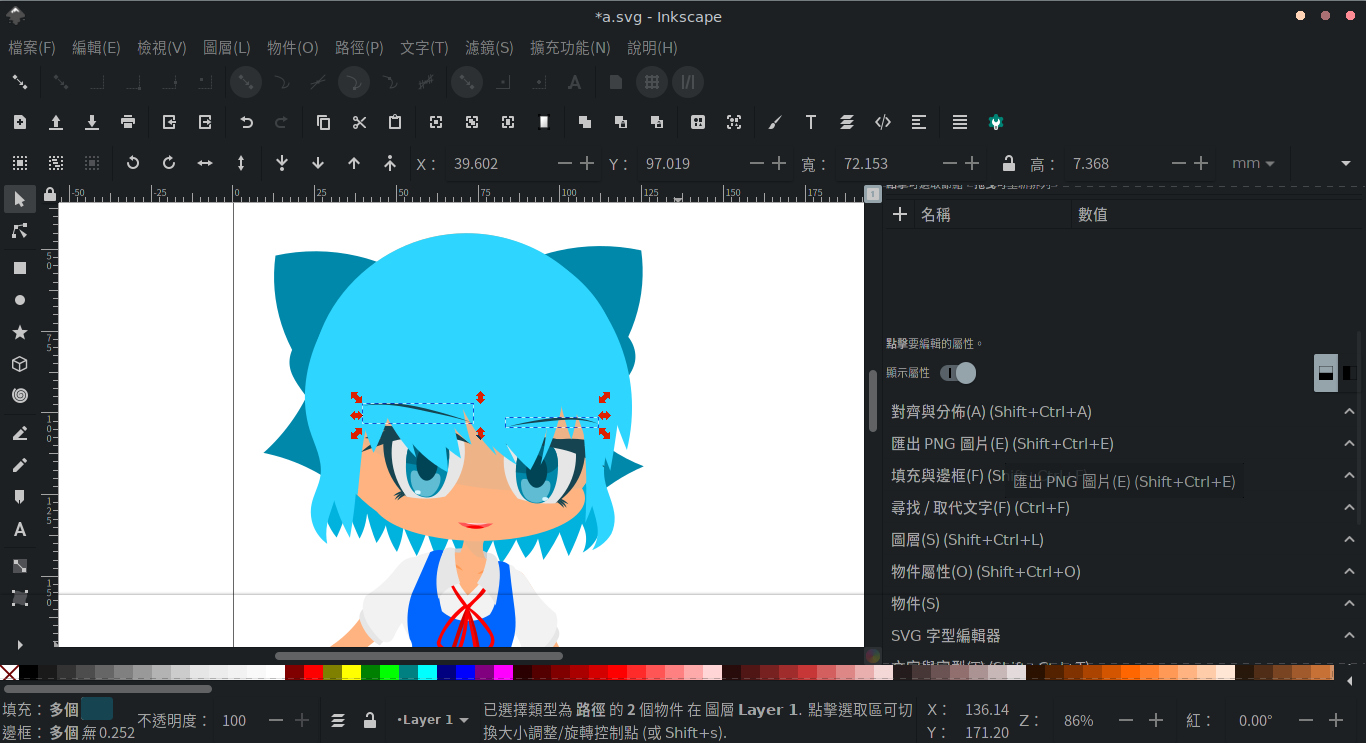 *a.svg - Inkscape
檔案(F) 編輯(E) 檢視(V) 圖層(L) 物件(O) 路徑(P) 文字(T) 濾鏡(S) 擴充功能(N) 說明(H)
X： 39.602 Y： 97.019 寬： 72.153 高： 7.368 mm
-50 -25 0 25 50 75 100 125 150 175
1
名稱 數值
點擊要編輯的屬性。
顯示屬性
對齊與分佈(A) (Shift+Ctrl+A)
匯出 PNG 圖片(E) (Shift+Ctrl+E)
填充與邊框(F) (Sh
匯出 PNG 圖片(E) (Shift+Ctrl+E)
尋找 / 取代文字(F) (Ctrl+F)
圖層(S) (Shift+Ctrl+L)
物件屬性(O) (Shift+Ctrl+O)
物件(S)
SVG 字型編輯器
50
75
100
125
150
填充： 多個
邊框： 多個 無 0.252
不透明度： 100
•Layer 1
已選擇類型為 路徑 的 2 個物件 在 圖層 Layer 1. 點擊選取區可切
換大小調整/旋轉控制點 (或 Shift+s).
X： 136.14
Y： 171.20
Z： 86%
紅： 0.00°